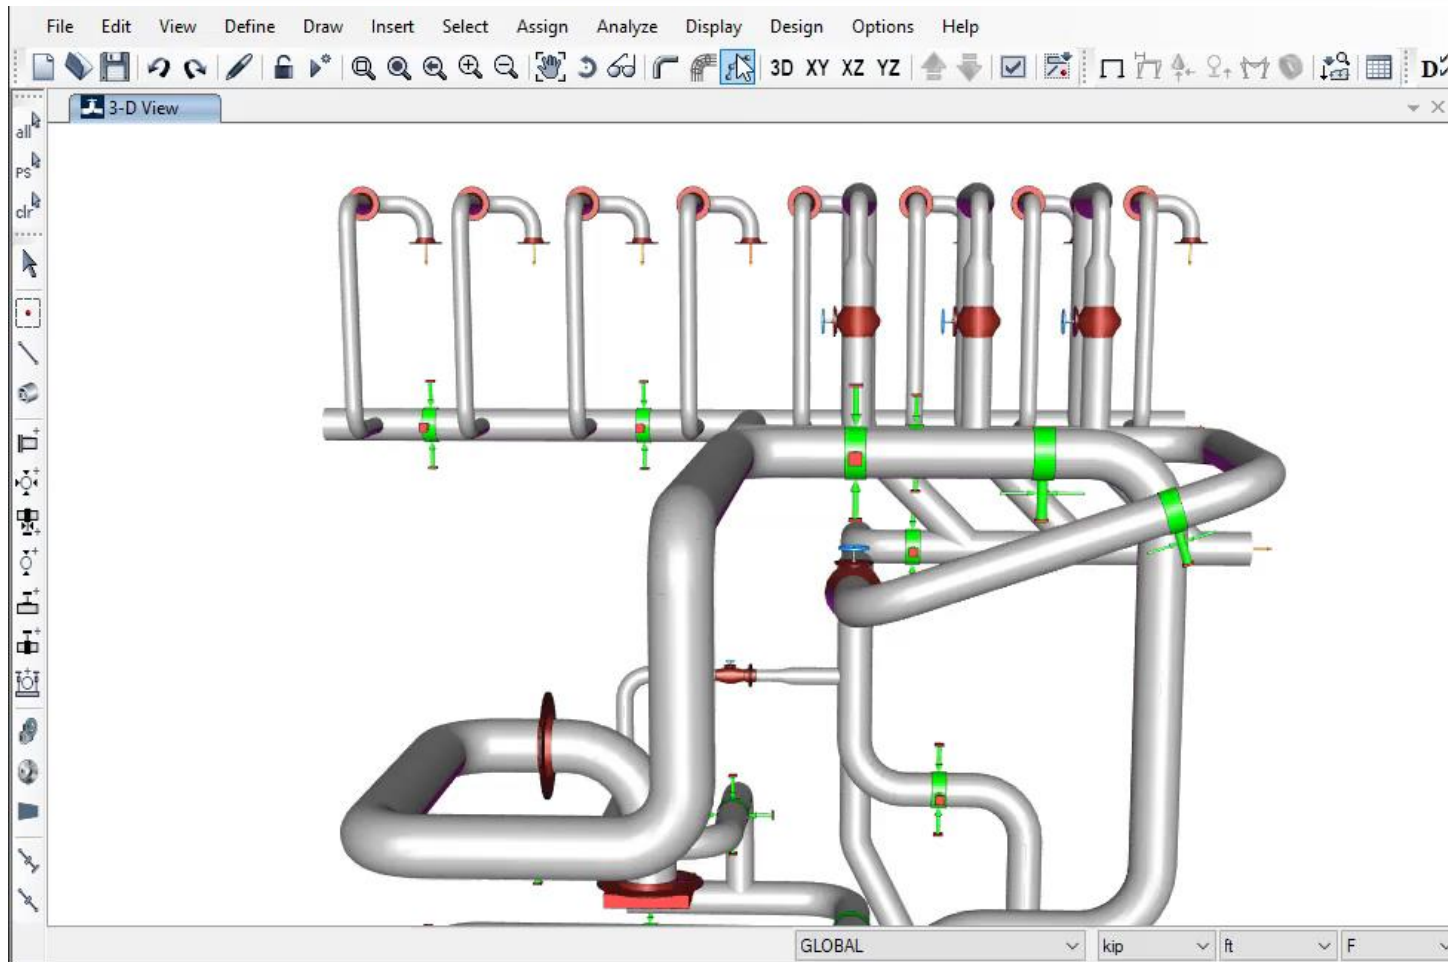 File Edit View Define Draw Insert Select Assign Analyze Display Design Options Help
3D XY XZ YZ
3-D View
all
PS
clr
GLOBAL kip ft F